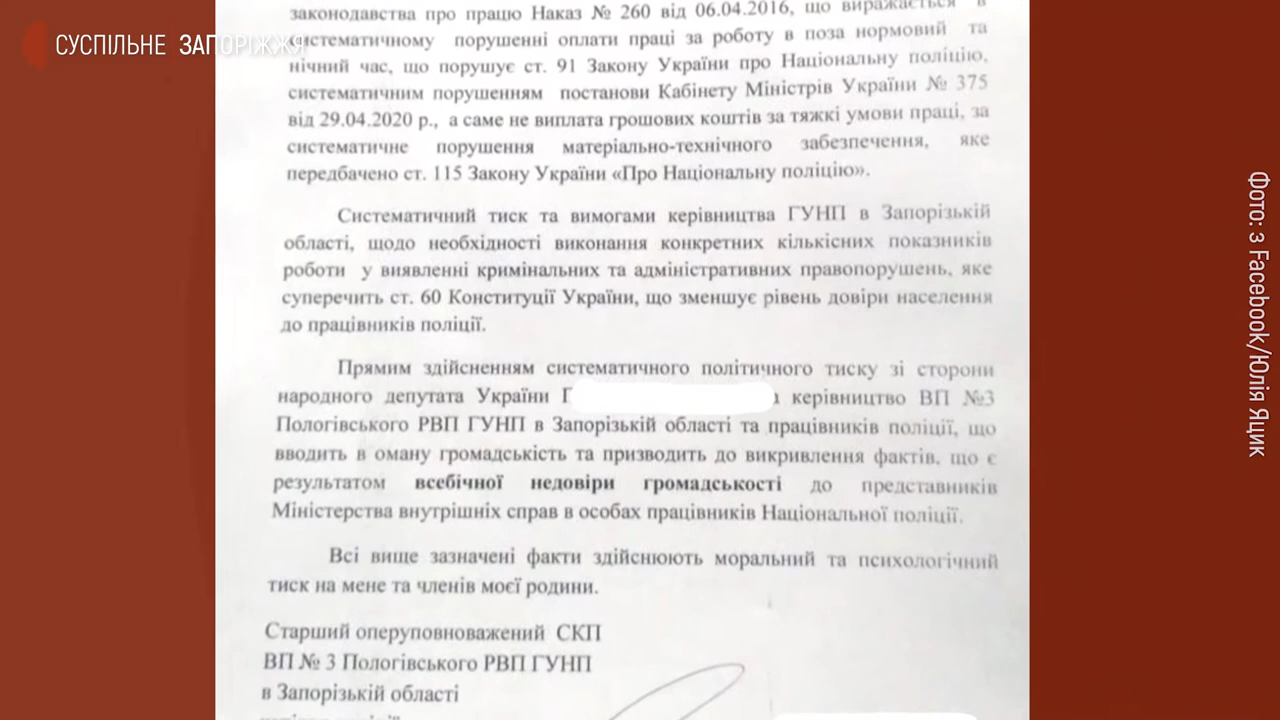 СУСПІЛЬНЕ ЗАПОРІЖЖЯ
законодавства про працю Наказ № 260 від 06.04.2016, що виражається в
систематичному порушенні оплати праці за роботу в поза нормовий та
нічний час, що порушує ст. 91 Закону України про Національну поліцію,
систематичним порушенням постанови Кабінету Міністрів України № 375
від 29.04.2020 р., а саме не виплата грошових коштів за тяжкі умови праці, за
систематичне порушення матеріально-технічного забезпечення, яке
передбачено ст. 115 Закону України «Про Національну поліцію».
Систематичний тиск та вимогами керівництва ГУНП в Запорізькій
області, щодо необхідності виконання конкретних кількісних показників
роботи у виявленні кримінальних та адміністративних правопорушень, яке
суперечить ст. 60 Конституції України, що зменшує рівень довіри населення
до працівників поліції.
Прямим здійсненням систематичного політичного тиску зі сторони
народного депутата України керівництво ВП №3
Пологівського РВП ГУНП в Запорізькій області та працівників поліції, що
вводить в оману громадськість та призводить до викривлення фактів, що є
результатом всебічної недовіри громадськості до представників
Міністерства внутрішніх справ в особах працівників Національної поліції.
Всі вище зазначені факти здійснюють моральний та психологічний
тиск на мене та членів моєї родини.
Старший оперуповноважений СКП
ВП № 3 Пологівського РВП ГУНП
в Запорізькій області
Фото: з Facebook/Юлія Яцик